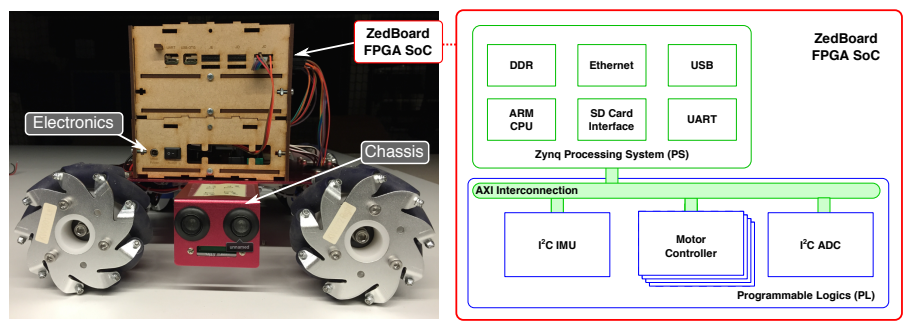 ZedBoard
FPGA SoC
Electronics
Chassis
unnamed
ZedBoard
FPGA SoC
DDR
Ethernet
USB
ARM
CPU
SD Card
Interface
UART
Zynq Processing System (PS)
AXI Interconnection
I²C IMU
Motor
Controller
I²C ADC
Programmable Logics (PL)